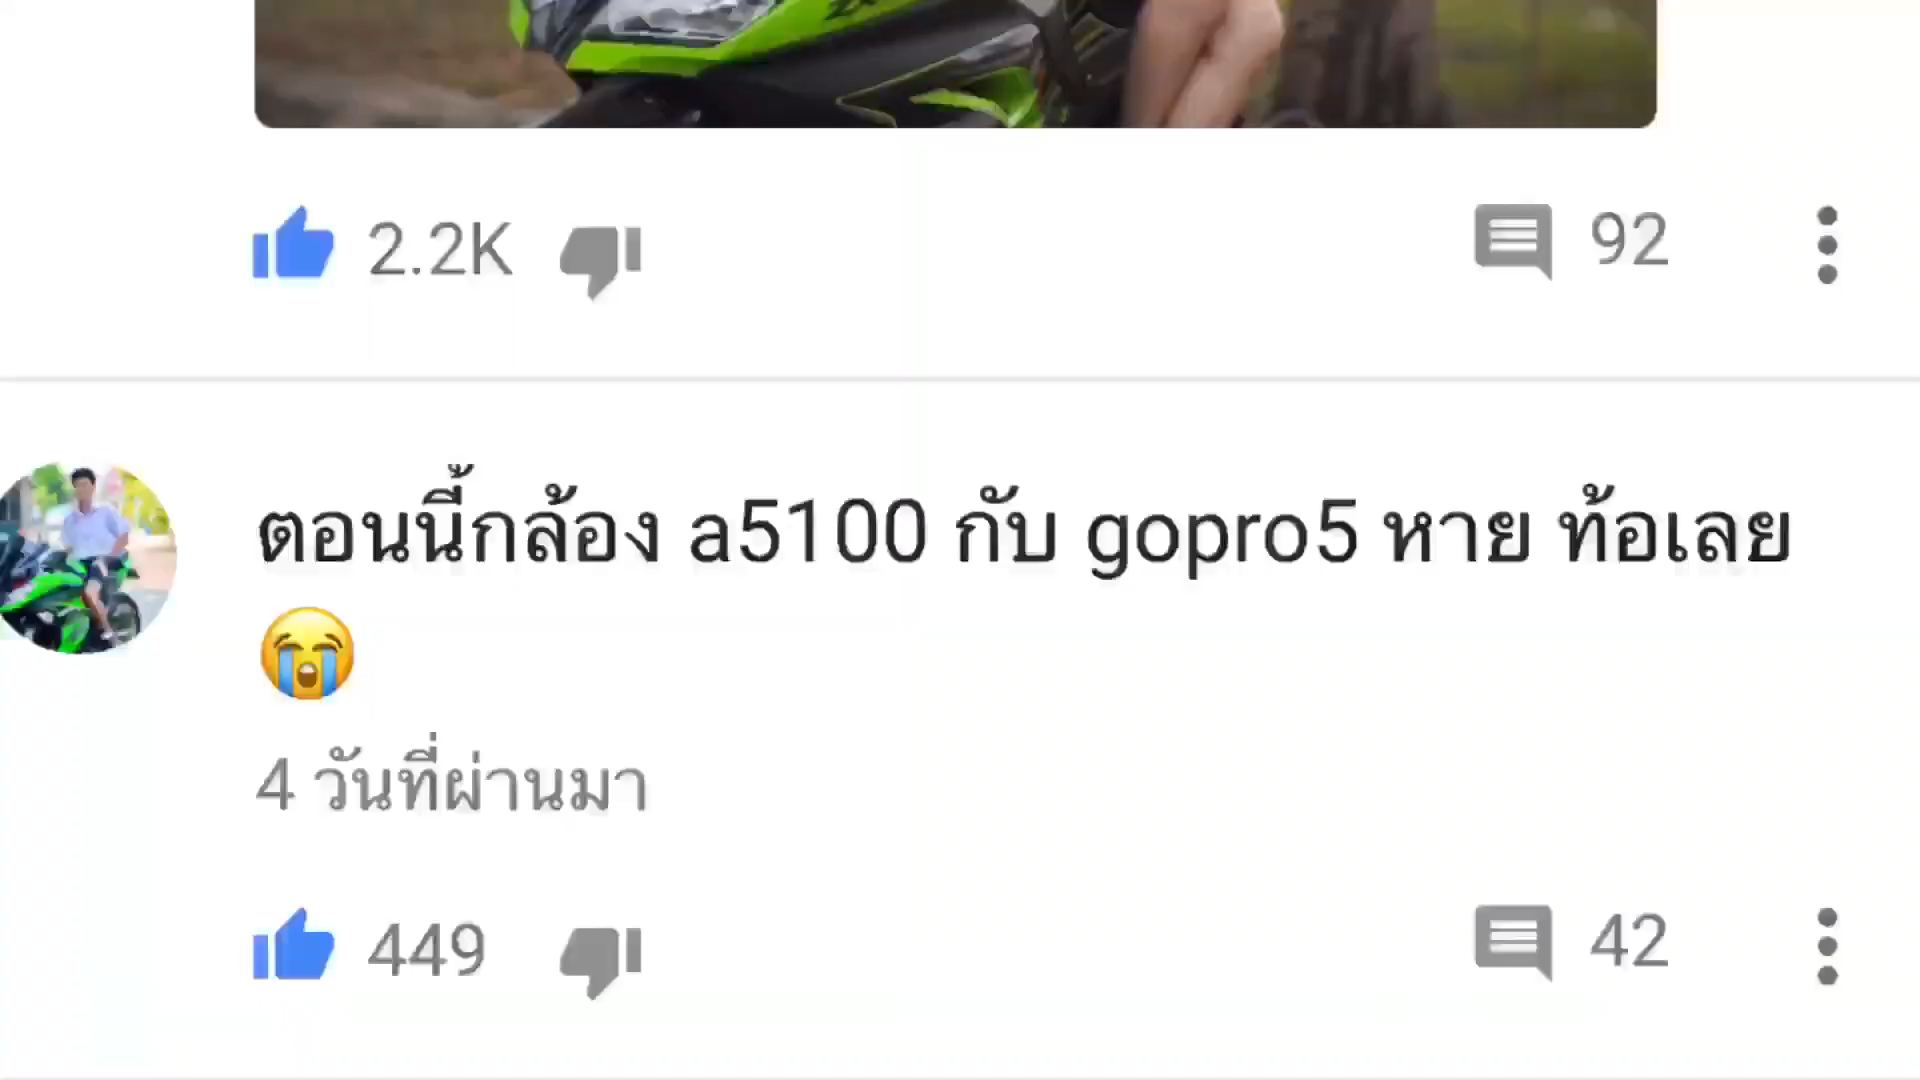 2.2K 92
ตอนนี้กล้อง a5100 กับ gopro5 หาย ท้อเลย
😭
4 วันที่ผ่านมา
449 42